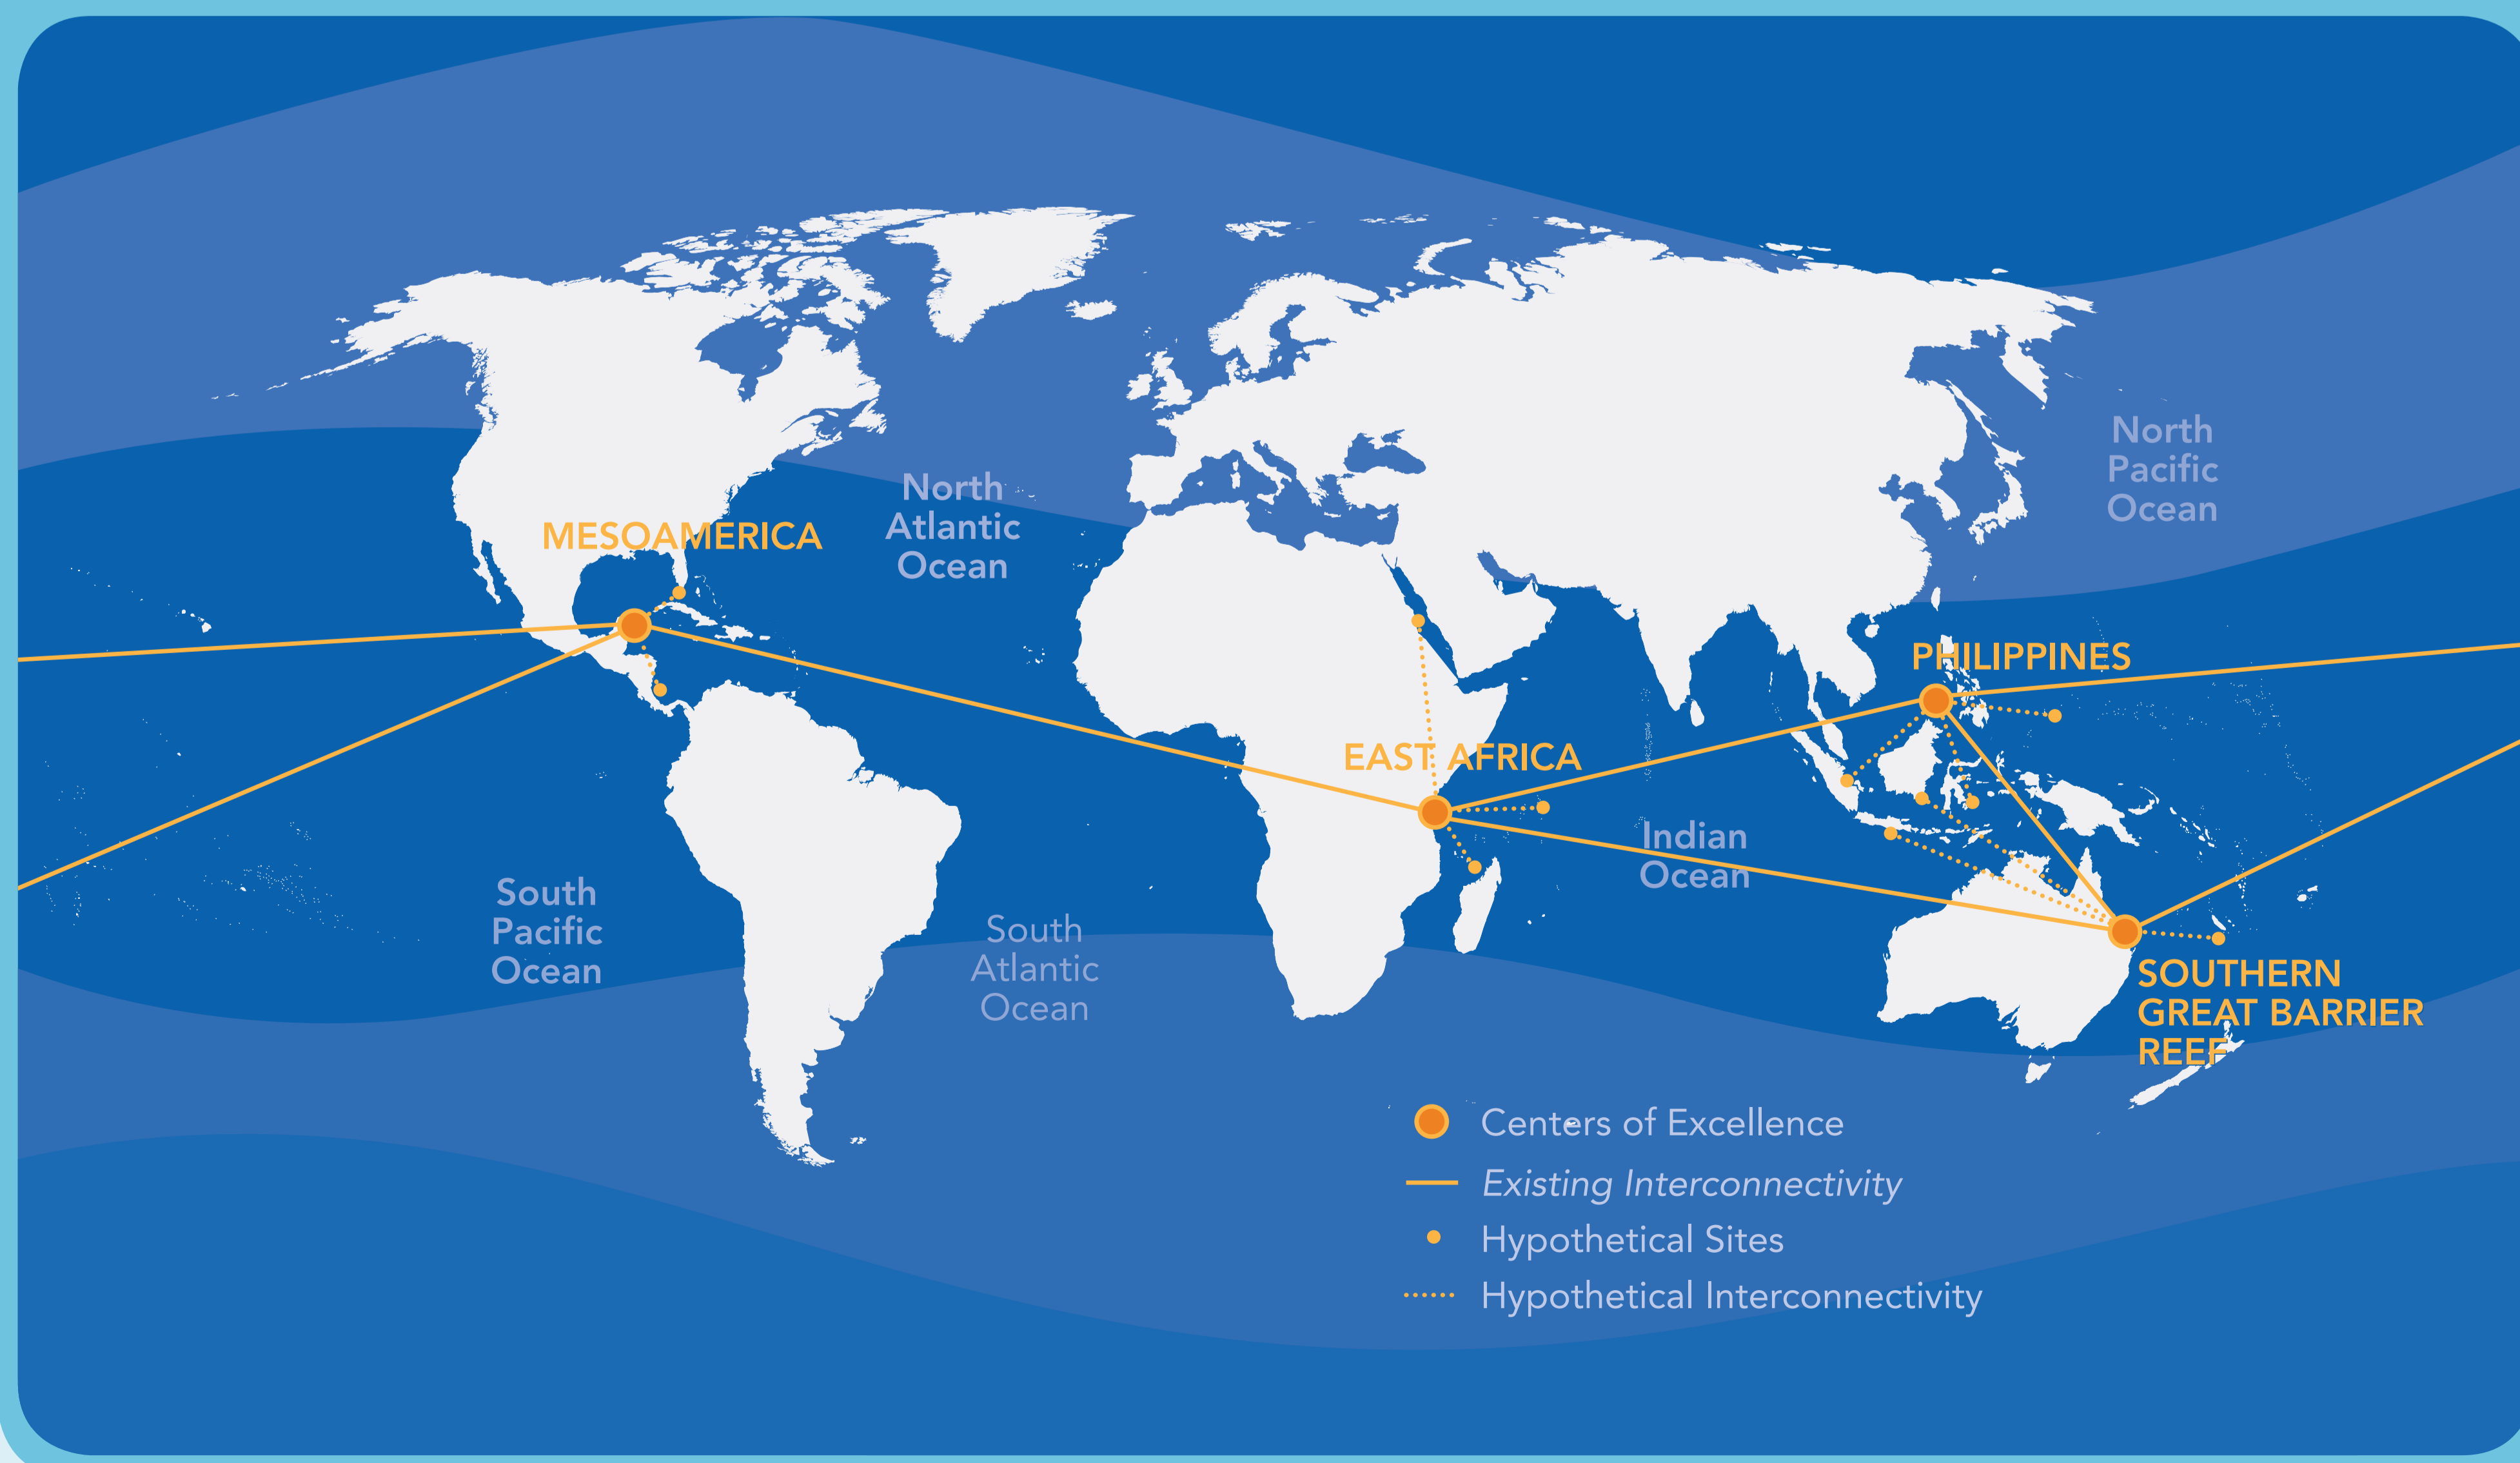 North
Pacific
Ocean
North
Atlantic
Ocean
MESOAMERICA
PHILIPPINES
EAST AFRICA
Indian
Ocean
South
Pacific
Ocean
South
Atlantic
Ocean
SOUTHERN
GREAT BARRIER
REEF
Centers of Excellence
Existing Interconnectivity
Hypothetical Sites
Hypothetical Interconnectivity